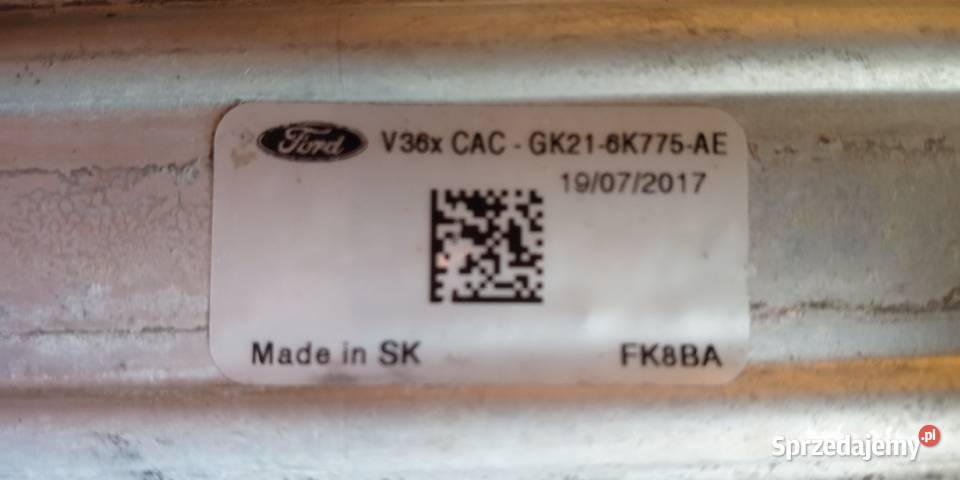 Ford V36x CAC - GK21-6K775-AE
19/07/2017
Made in SK FK8BA
Sprzedajemy.pl